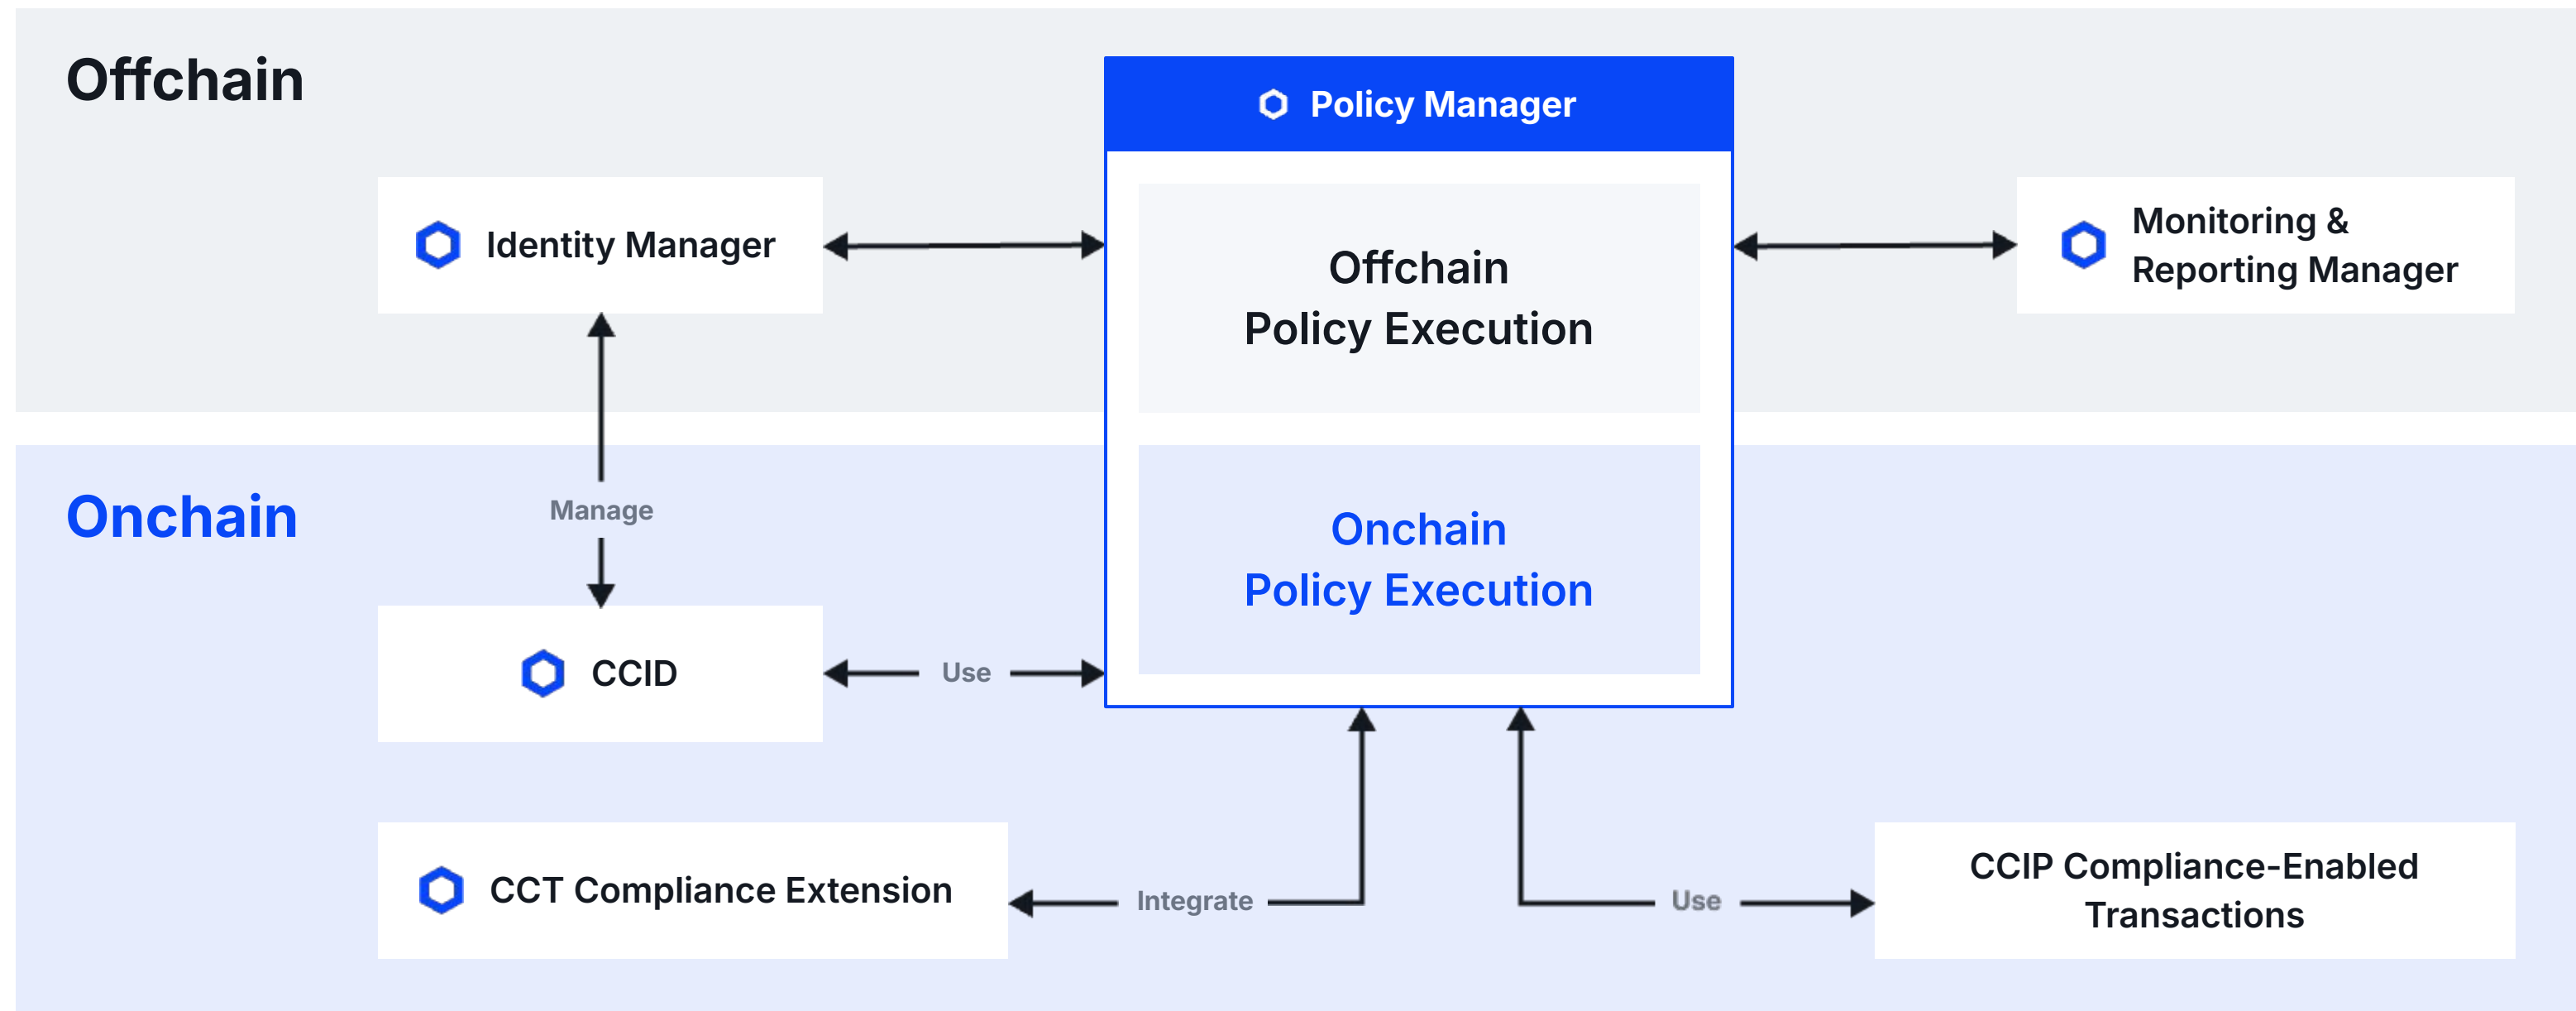 Offchain
Policy Manager
Identity Manager
Offchain
Policy Execution
Monitoring &
Reporting Manager
Onchain
Manage
Onchain
Policy Execution
CCID
Use
CCT Compliance Extension
Integrate
Use
CCIP Compliance-Enabled
Transactions